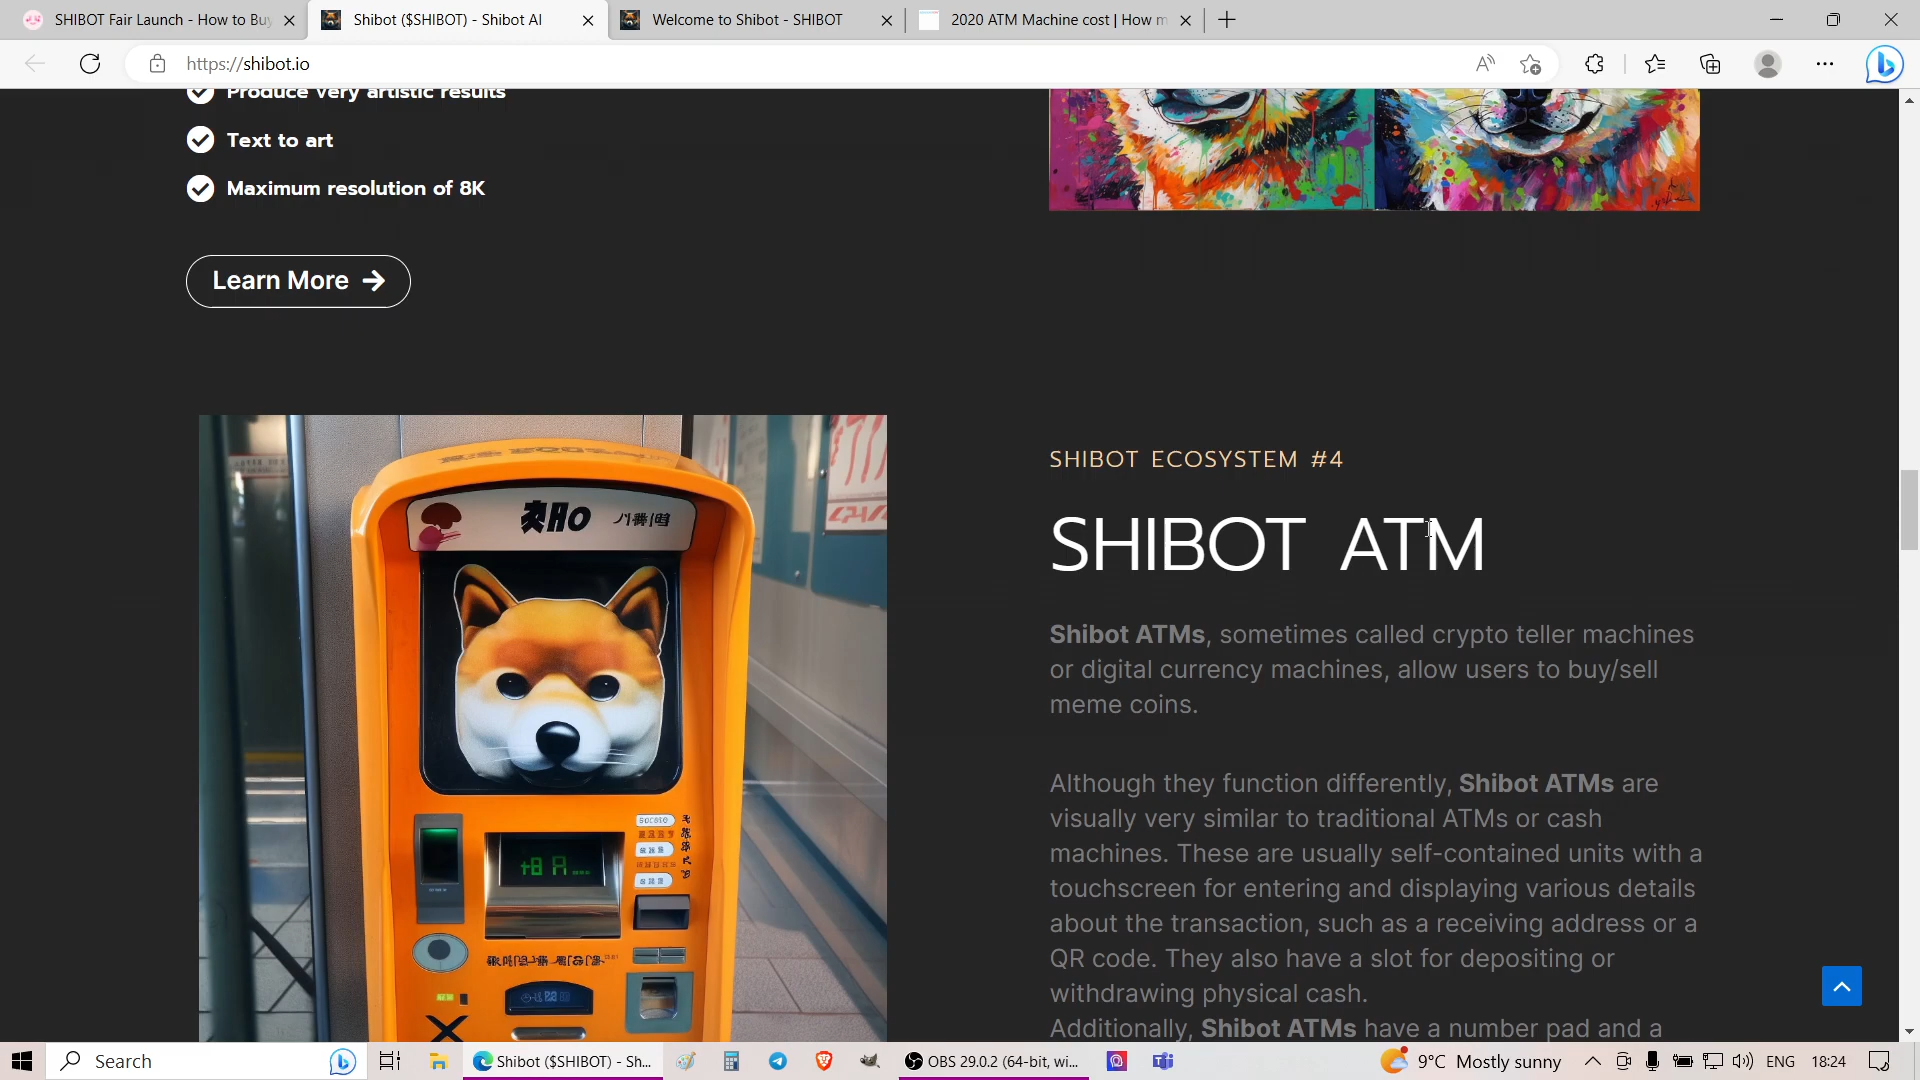 SHIBOT Fair Launch - How to Buy
Shibot ($SHIBOT) - Shibot AI
Welcome to Shibot - SHIBOT
2020 ATM Machine cost | How m
https://shibot.io
Produce very artistic results
Text to art
Maximum resolution of 8K
Learn More
SHIBOT ECOSYSTEM #4
SHIBOT ATM
Shibot ATMs, sometimes called crypto teller machines
or digital currency machines, allow users to buy/sell
meme coins.
Although they function differently, Shibot ATMs are
visually very similar to traditional ATMs or cash
machines. These are usually self-contained units with a
touchscreen for entering and displaying various details
about the transaction, such as a receiving address or a
QR code. They also have a slot for depositing or
withdrawing physical cash.
Additionally, Shibot ATMs have a number pad and a
Search
Shibot ($SHIBOT) - Sh...
OBS 29.0.2 (64-bit, wi...
9°C Mostly sunny
ENG
18:24